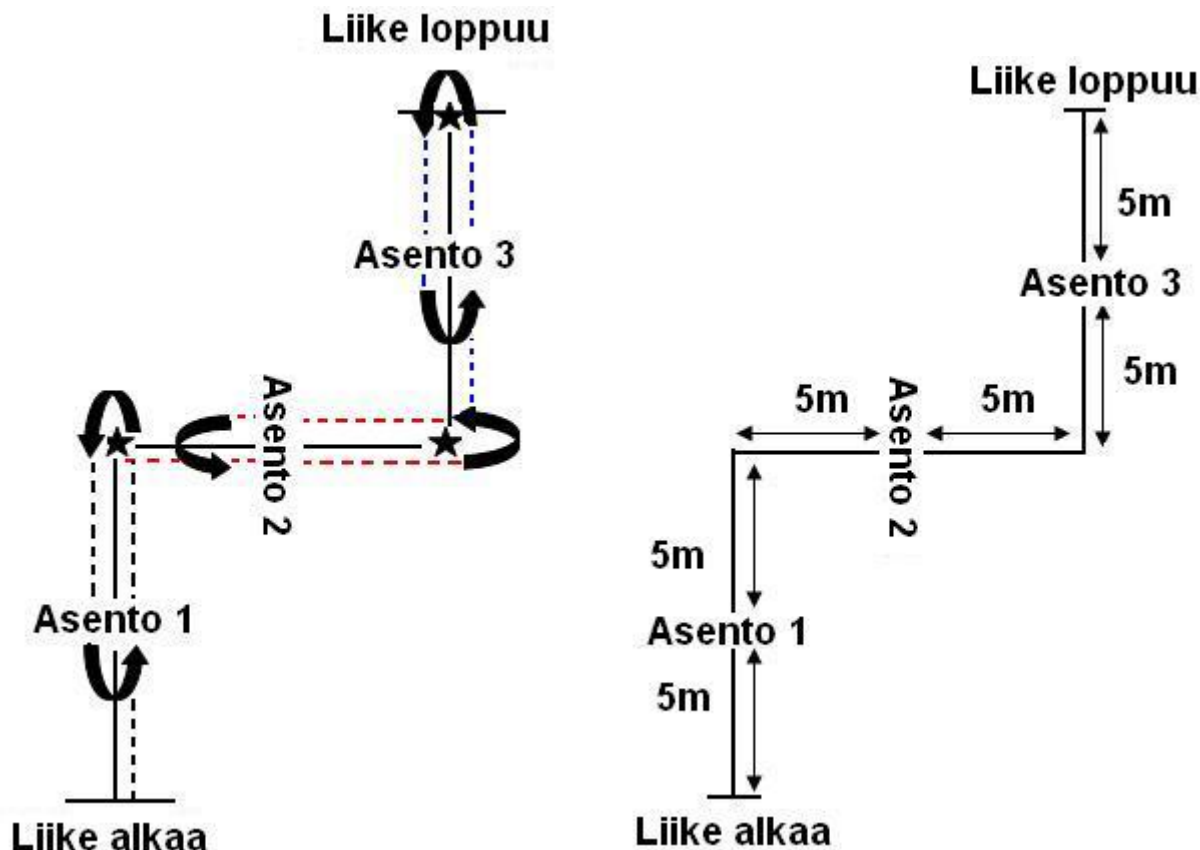 Liike loppuu
Asento 3
Asento 2
Asento 1
Liike alkaa
Liike loppuu
5m
Asento 3
5m
5m
Asento 2
5m
5m
Asento 1
5m
Liike alkaa